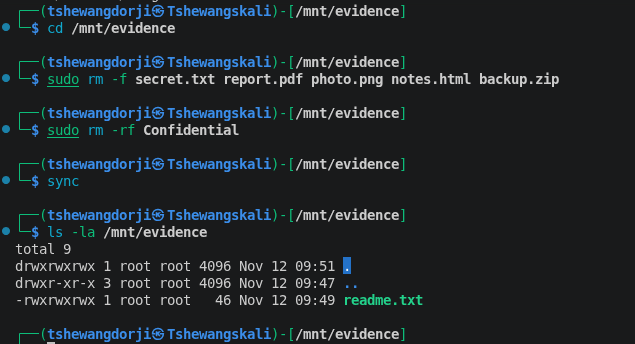 ┌──(tshewangdorji㉿Tshewangskali)-[/mnt/evidence]
└─$ cd /mnt/evidence
┌──(tshewangdorji㉿Tshewangskali)-[/mnt/evidence]
└─$ sudo rm -f secret.txt report.pdf photo.png notes.html backup.zip
┌──(tshewangdorji㉿Tshewangskali)-[/mnt/evidence]
└─$ sudo rm -rf Confidential
┌──(tshewangdorji㉿Tshewangskali)-[/mnt/evidence]
└─$ sync
┌──(tshewangdorji㉿Tshewangskali)-[/mnt/evidence]
└─$ ls -la /mnt/evidence
total 9
drwxrwxrwx 1 root root 4096 Nov 12 09:51 .
drwxr-xr-x 3 root root 4096 Nov 12 09:47 ..
-rwxrwxrwx 1 root root   46 Nov 12 09:49 readme.txt
┌──(tshewangdorji㉿Tshewangskali)-[/mnt/evidence]